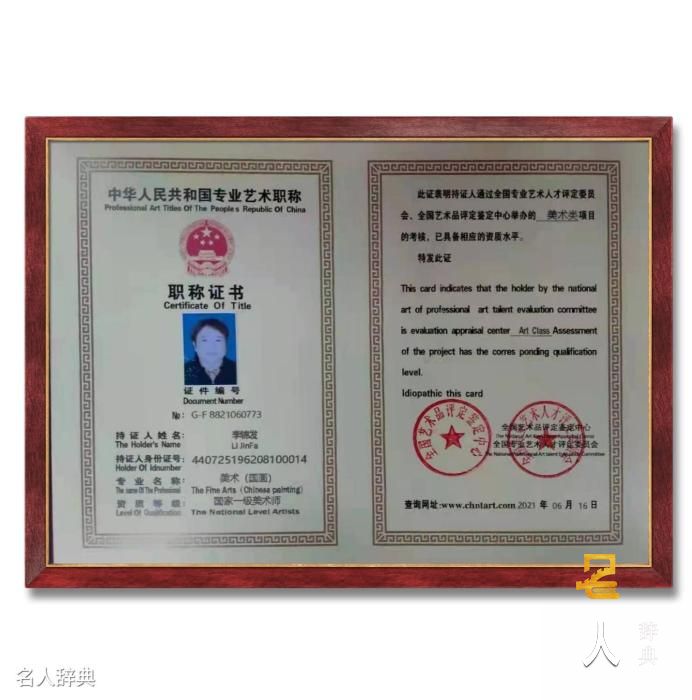 中华人民共和国专业艺术职称
Professional Art Titles Of The People's Republic Of China
职称证书
Certificate Of Title
证件编号
Document Number
No: G-F 8821060773
持证人姓名: 李锦发
The Holder's Name LI JinFa
持证人身份证号: 440725196208100014
Holder Of Idnumber
专业名称: 美术（国画）
The name Of The Professional The Fine Arts (Chinese painting)
资质等级: 国家一级美术师
Level Of Qualification The National Level Artists
此证表明持证人通过全国专业艺术人才评定委员
会、全国艺术品评定鉴定中心举办的 美术类 项目
的考核，已具备相应的资质水平。
特发此证
This card indicates that the holder by the national
art of professional art talent evaluation committee
is evaluation appraisal center Art Class Assessment
of the project has the corres ponding qualification
level.
Idiopathic this card
全国艺术品评定鉴定中心
全国艺术品评定鉴定中心
全国专业艺术人才评定委员会
查询网址:www.chntart.com 2021 年 06 月 16 日
名人辞典
人
辞典